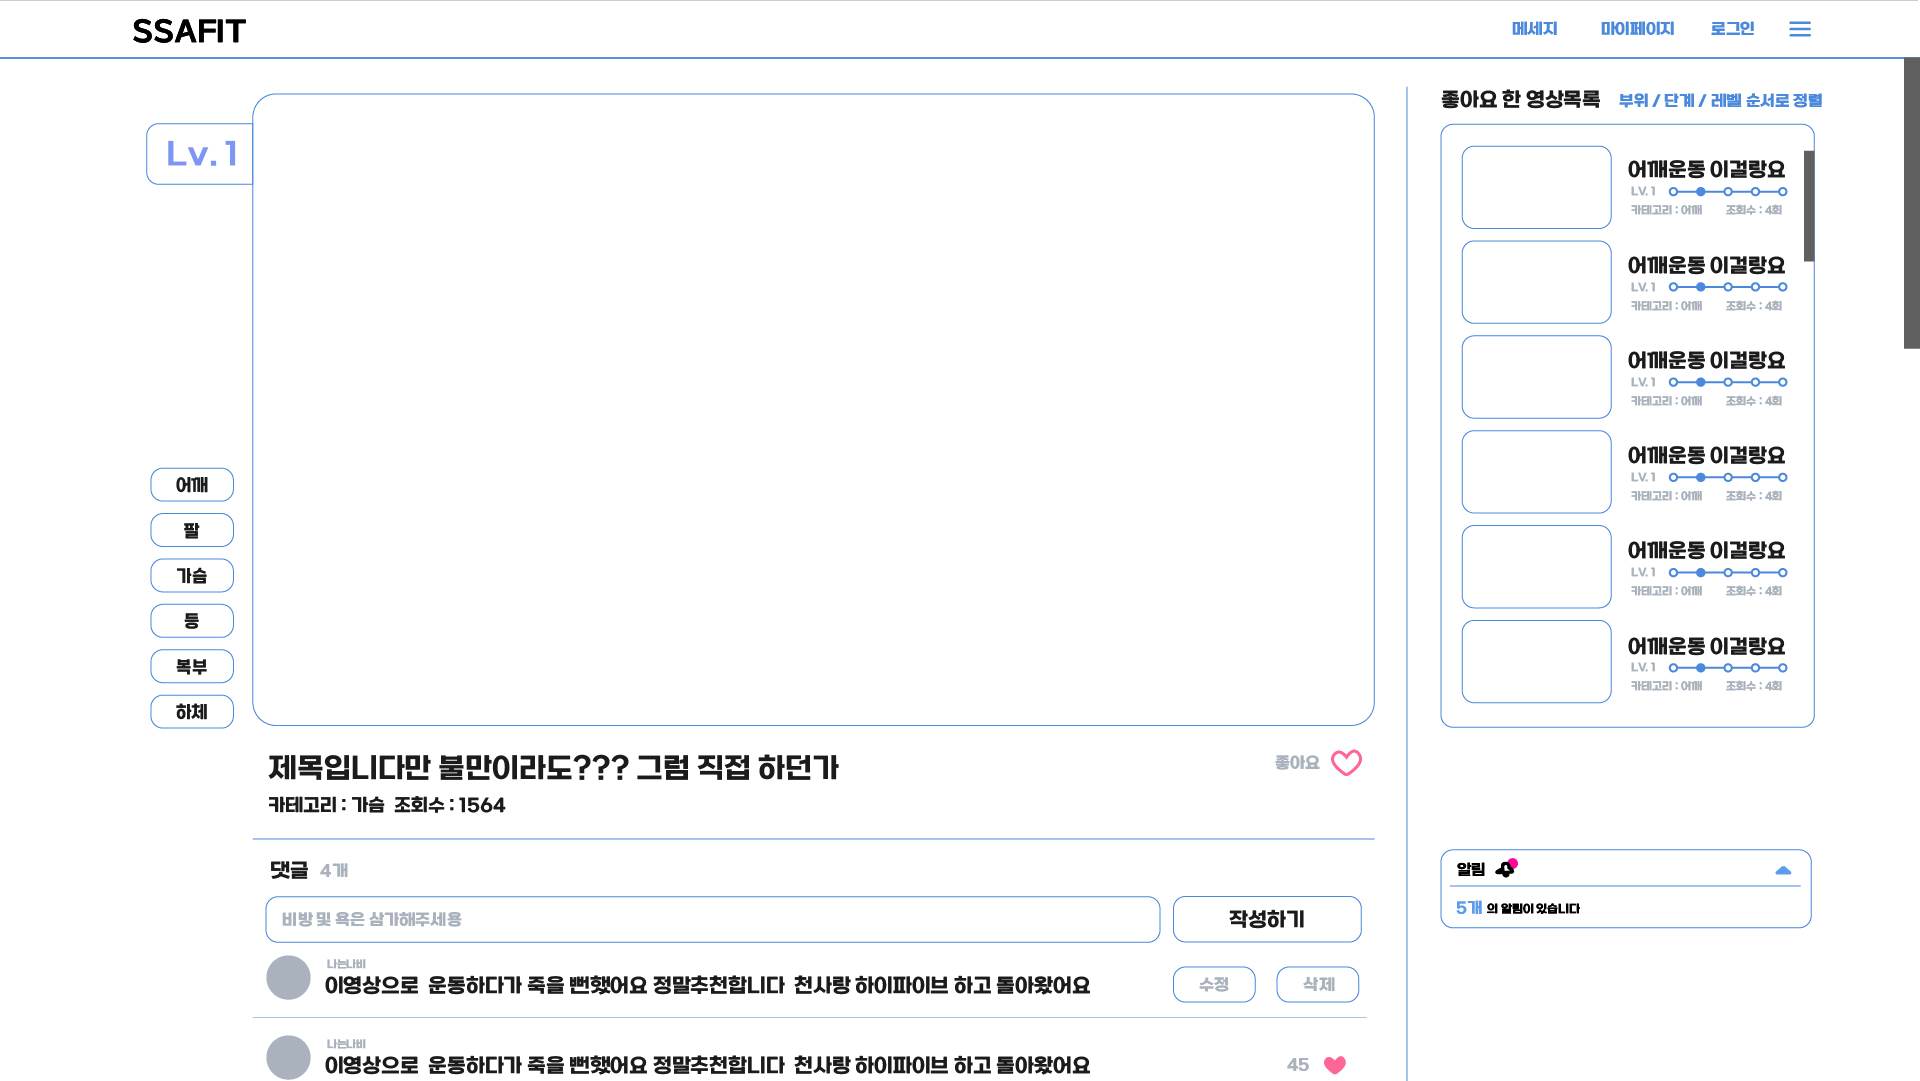 SSAFIT
메세지 마이페이지 로그인
Lv.1
어깨
팔
가슴
등
복부
하체
제목입니다만 불만이라도??? 그럼 직접 하던가
좋아요
카테고리 : 가슴 조회수 : 1564
댓글 4개
비방 및 욕은 삼가해주세용
작성하기
나는나비
이영상으로 운동하다가 죽을 뻔했어요 정말추천합니다 천사랑 하이파이브 하고 돌아왔어요
수정 삭제
나는나비
이영상으로 운동하다가 죽을 뻔했어요 정말추천합니다 천사랑 하이파이브 하고 돌아왔어요
45
좋아요 한 영상목록 부위 / 단계 / 레벨 순서로 정렬
어깨운동 이걸랑요
LV. 1
카테고리 : 어깨 조회수 : 4회
어깨운동 이걸랑요
LV. 1
카테고리 : 어깨 조회수 : 4회
어깨운동 이걸랑요
LV. 1
카테고리 : 어깨 조회수 : 4회
어깨운동 이걸랑요
LV. 1
카테고리 : 어깨 조회수 : 4회
어깨운동 이걸랑요
LV. 1
카테고리 : 어깨 조회수 : 4회
어깨운동 이걸랑요
LV. 1
카테고리 : 어깨 조회수 : 4회
알림
5개 의 알림이 있습니다